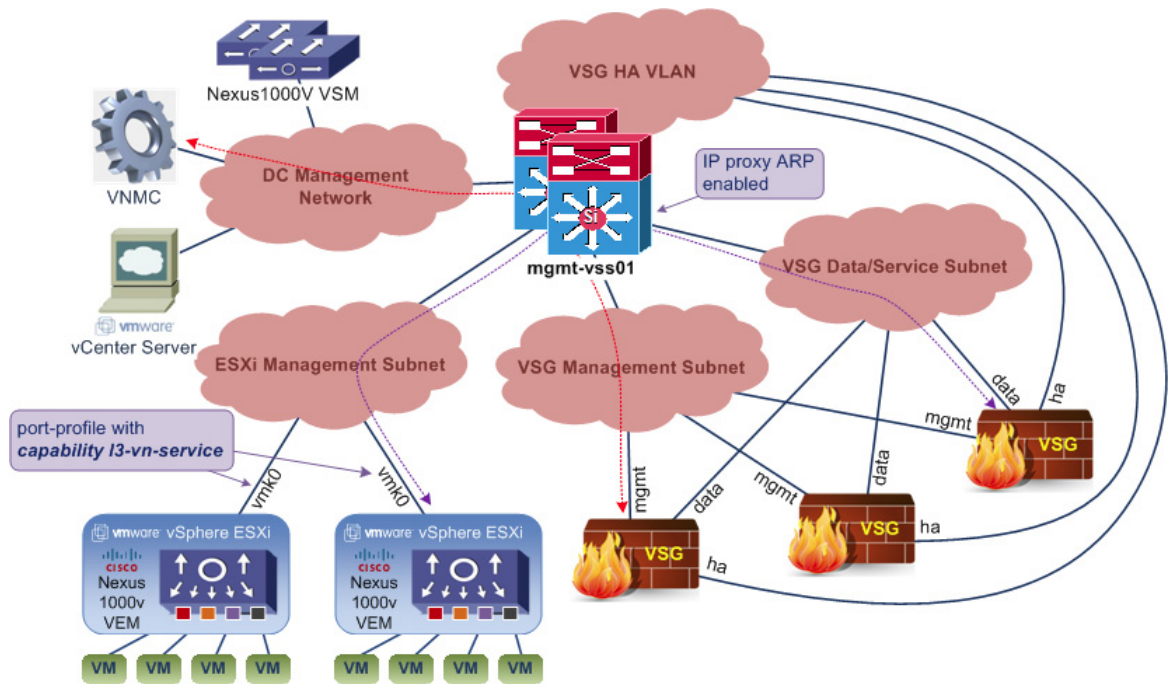 VSG HA VLAN
Nexus1000V VSM
VNMC
DC Management
Network
IP proxy ARP
enabled
Si
mgmt-vss01
VSG Data/Service Subnet
vmware
vCenter Server
ESXi Management Subnet
VSG Management Subnet
port-profile with
capability l3-vn-service
vmk0
vmk0
mgmt
data
mgmt
data
mgmt
data
ha
VSG
VSG
ha
VSG
ha
vmware vSphere ESXi
CISCO
Nexus
1000v
VEM
vmware vSphere ESXi
CISCO
Nexus
1000v
VEM
VM
VM
VM
VM
VM
VM
VM
VM